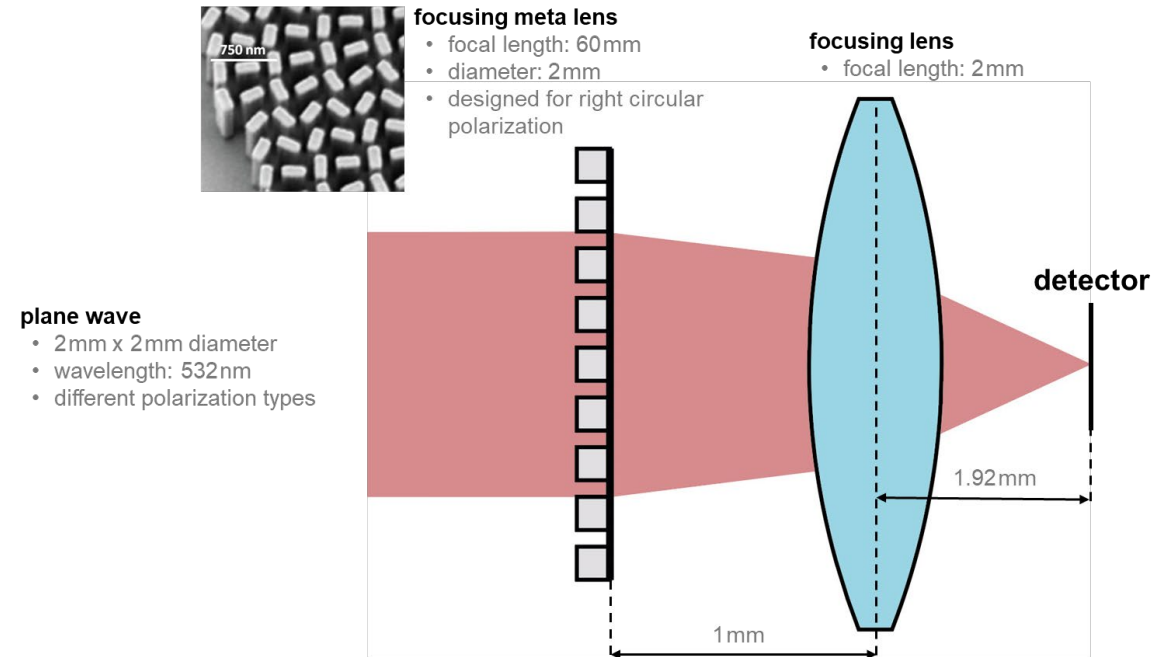 750 nm
focusing meta lens
• focal length: 60mm
• diameter: 2mm
• designed for right circular
polarization
focusing lens
• focal length: 2mm
detector
plane wave
• 2mm x 2mm diameter
• wavelength: 532nm
• different polarization types
1.92mm
1mm